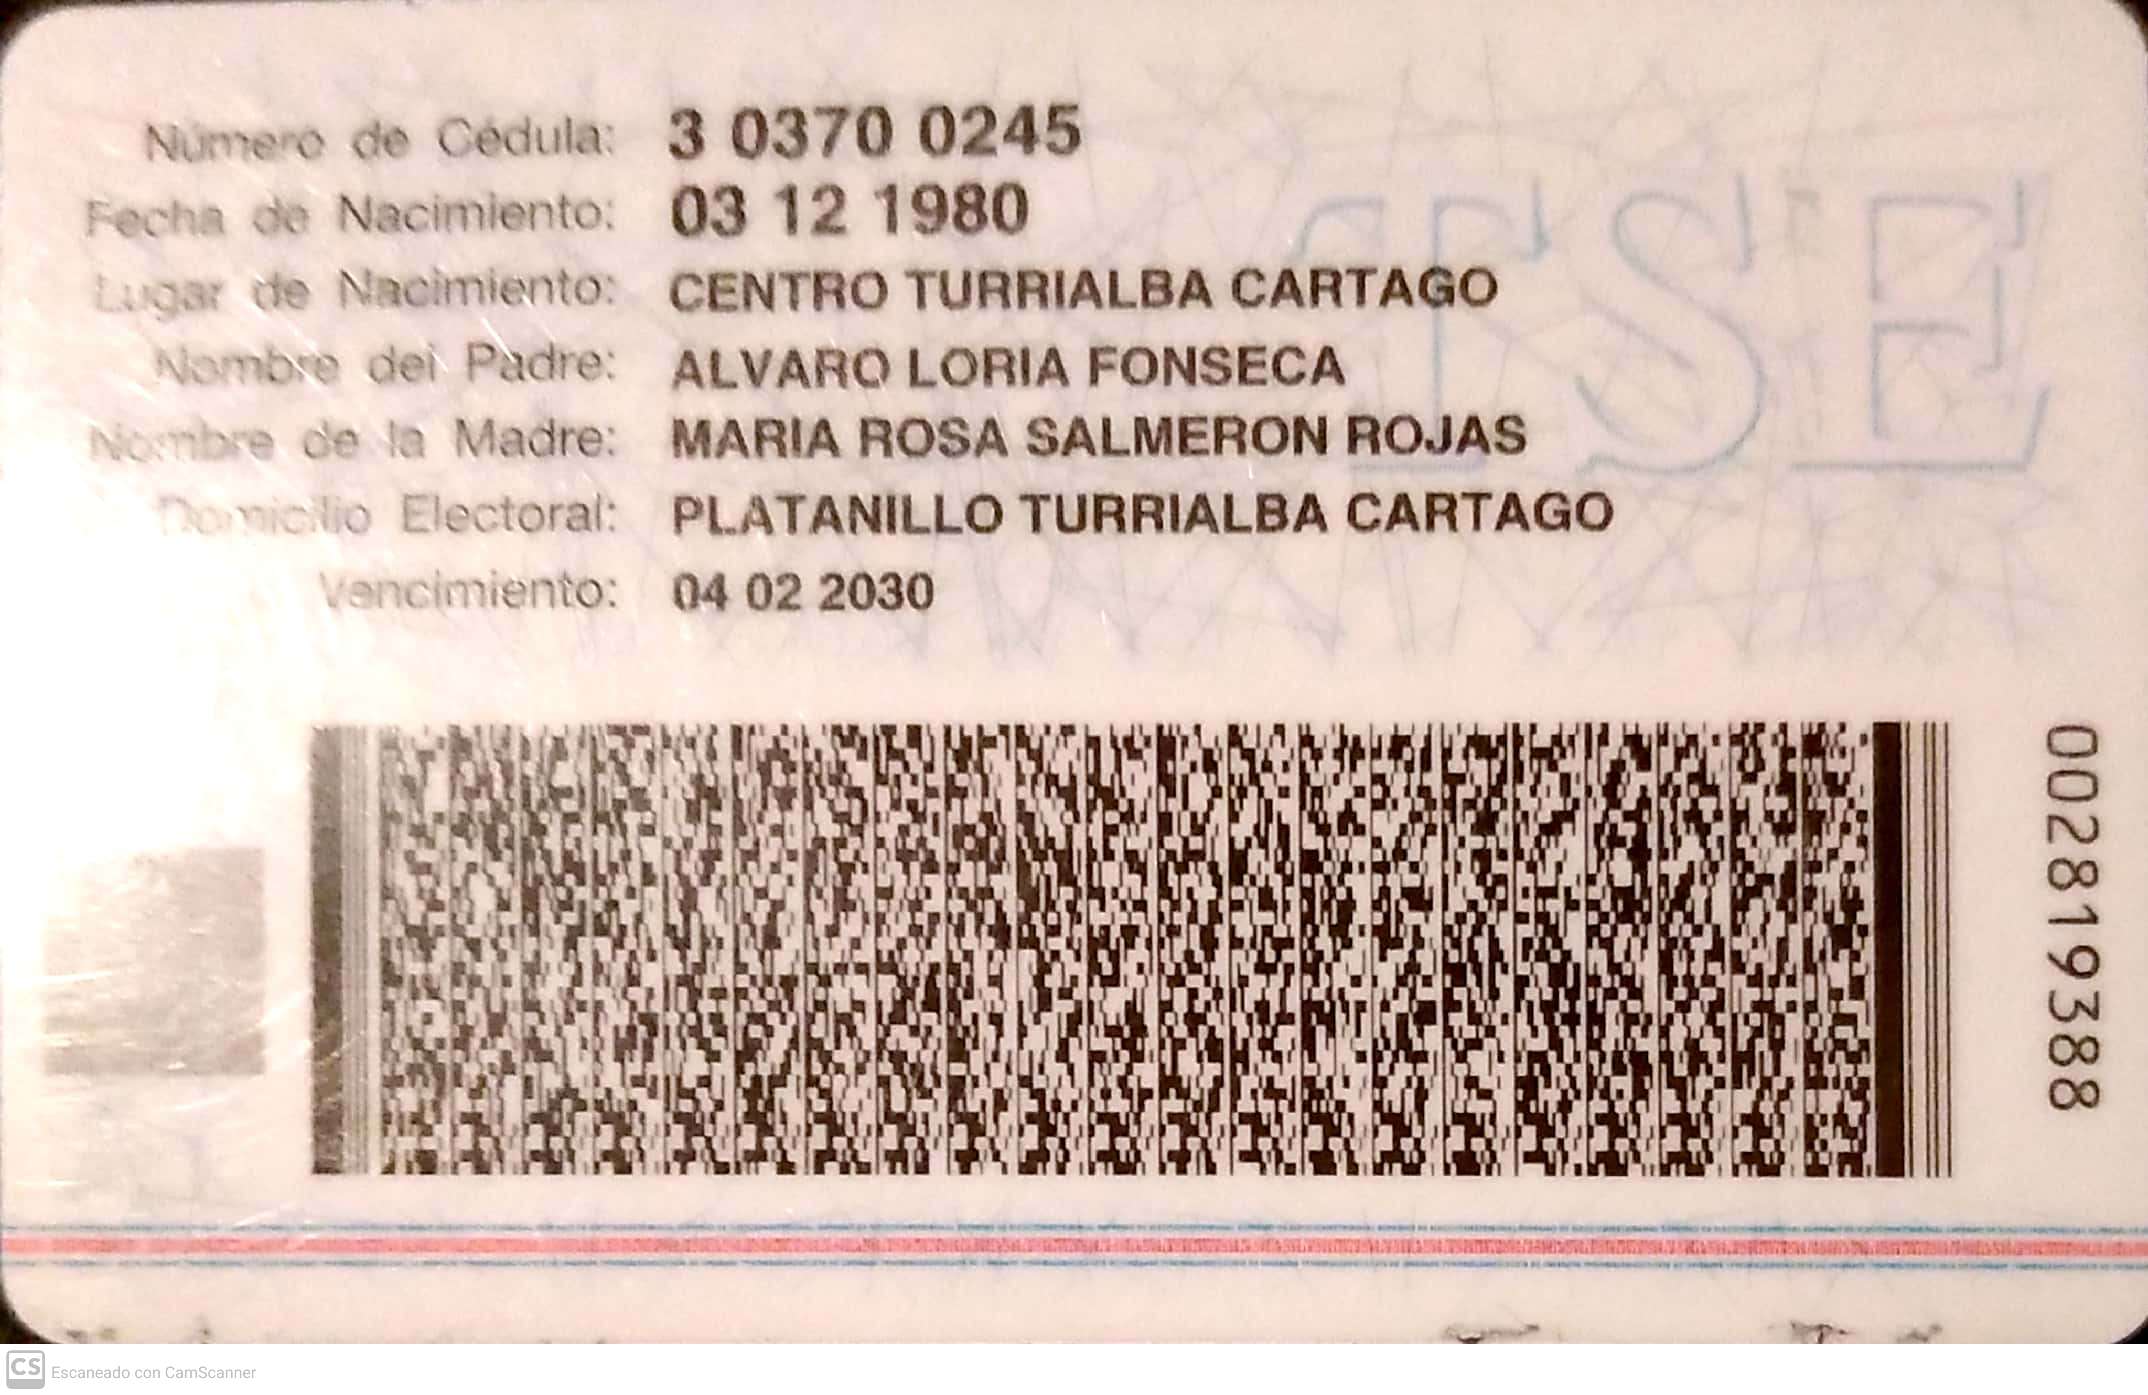 Número de Cédula: 3 0370 0245
Fecha de Nacimiento: 03 12 1980
Lugar de Nacimiento: CENTRO TURRIALBA CARTAGO
Nombre del Padre: ALVARO LORIA FONSECA
Nombre de la Madre: MARIA ROSA SALMERON ROJAS
Domicilio Electoral: PLATANILLO TURRIALBA CARTAGO
Vencimiento: 04 02 2030
TSE
002819388
CS Escaneado con CamScanner